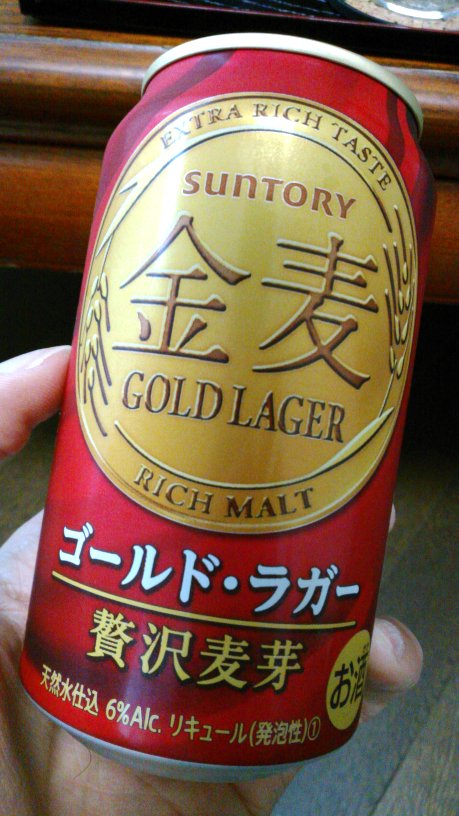 EXTRA RICH TASTE
SUNTORY
金麦
GOLD LAGER
RICH MALT
ゴールド・ラガー
贅沢麦芽
お酒
天然水仕込 6%Alc. リキュール(発泡性)①